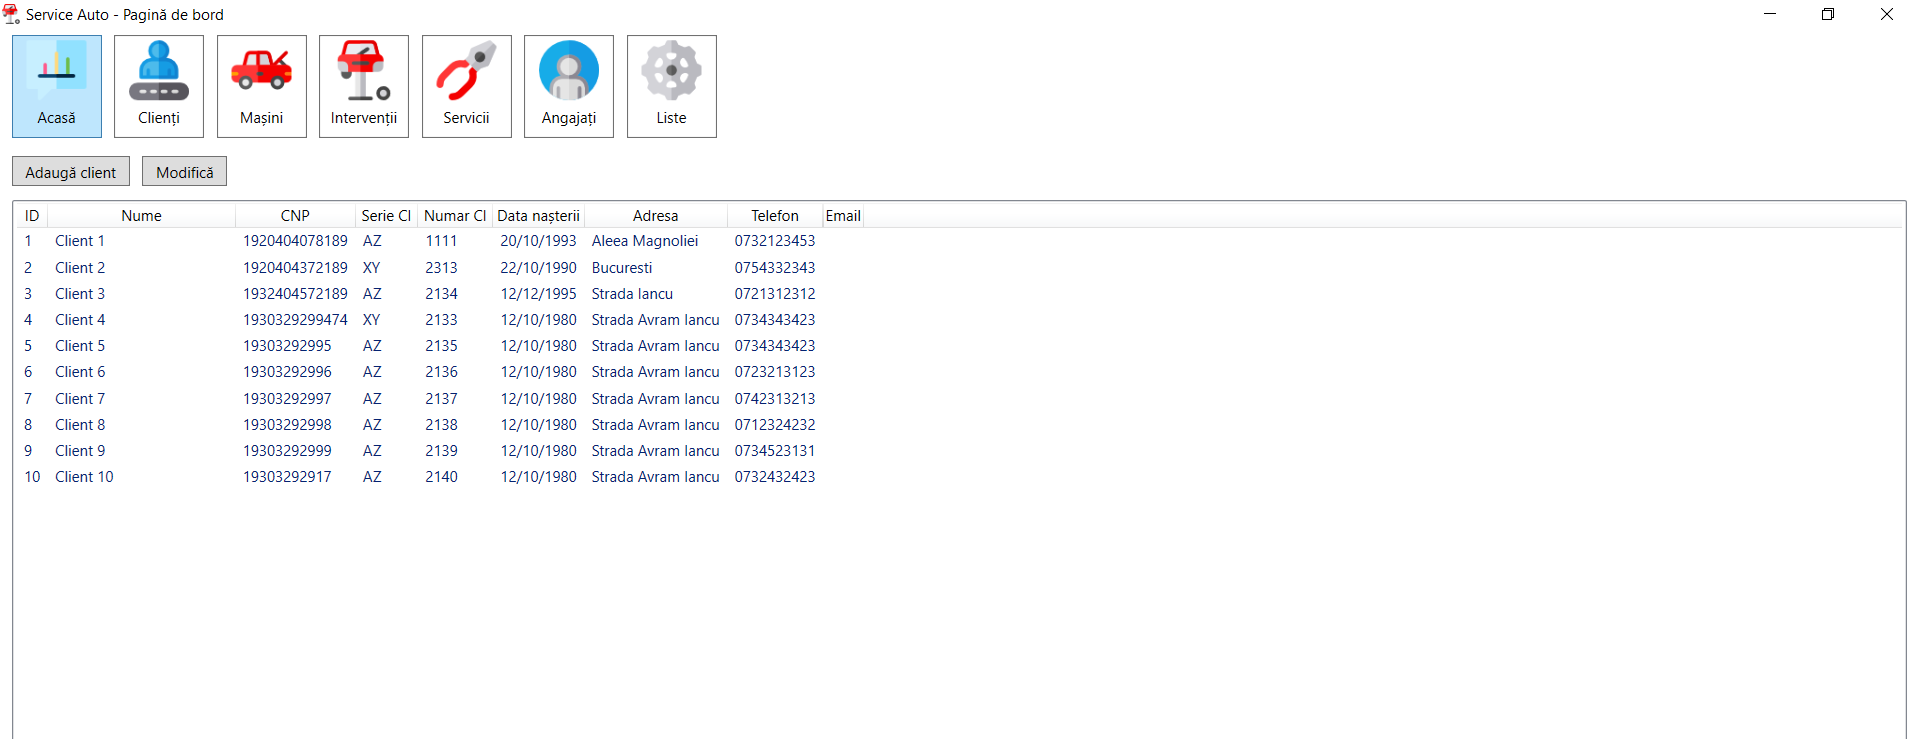 Service Auto - Pagină de bord
Acasă Clienți Mașini Intervenții Servicii Angajați Liste
Adaugă client Modifică
ID Nume CNP Serie CI Numar CI Data nașterii Adresa Telefon Email
1 Client 1 1920404078189 AZ 1111 20/10/1993 Aleea Magnoliei 0732123453
2 Client 2 1920404372189 XY 2313 22/10/1990 Bucuresti 0754332343
3 Client 3 1932404572189 AZ 2134 12/12/1995 Strada Iancu 0721312312
4 Client 4 1930329299474 XY 2133 12/10/1980 Strada Avram Iancu 0734343423
5 Client 5 19303292995 AZ 2135 12/10/1980 Strada Avram Iancu 0734343423
6 Client 6 19303292996 AZ 2136 12/10/1980 Strada Avram Iancu 0723213123
7 Client 7 19303292997 AZ 2137 12/10/1980 Strada Avram Iancu 0742313213
8 Client 8 19303292998 AZ 2138 12/10/1980 Strada Avram Iancu 0712324232
9 Client 9 19303292999 AZ 2139 12/10/1980 Strada Avram Iancu 0734523131
10 Client 10 19303292917 AZ 2140 12/10/1980 Strada Avram Iancu 0732432423